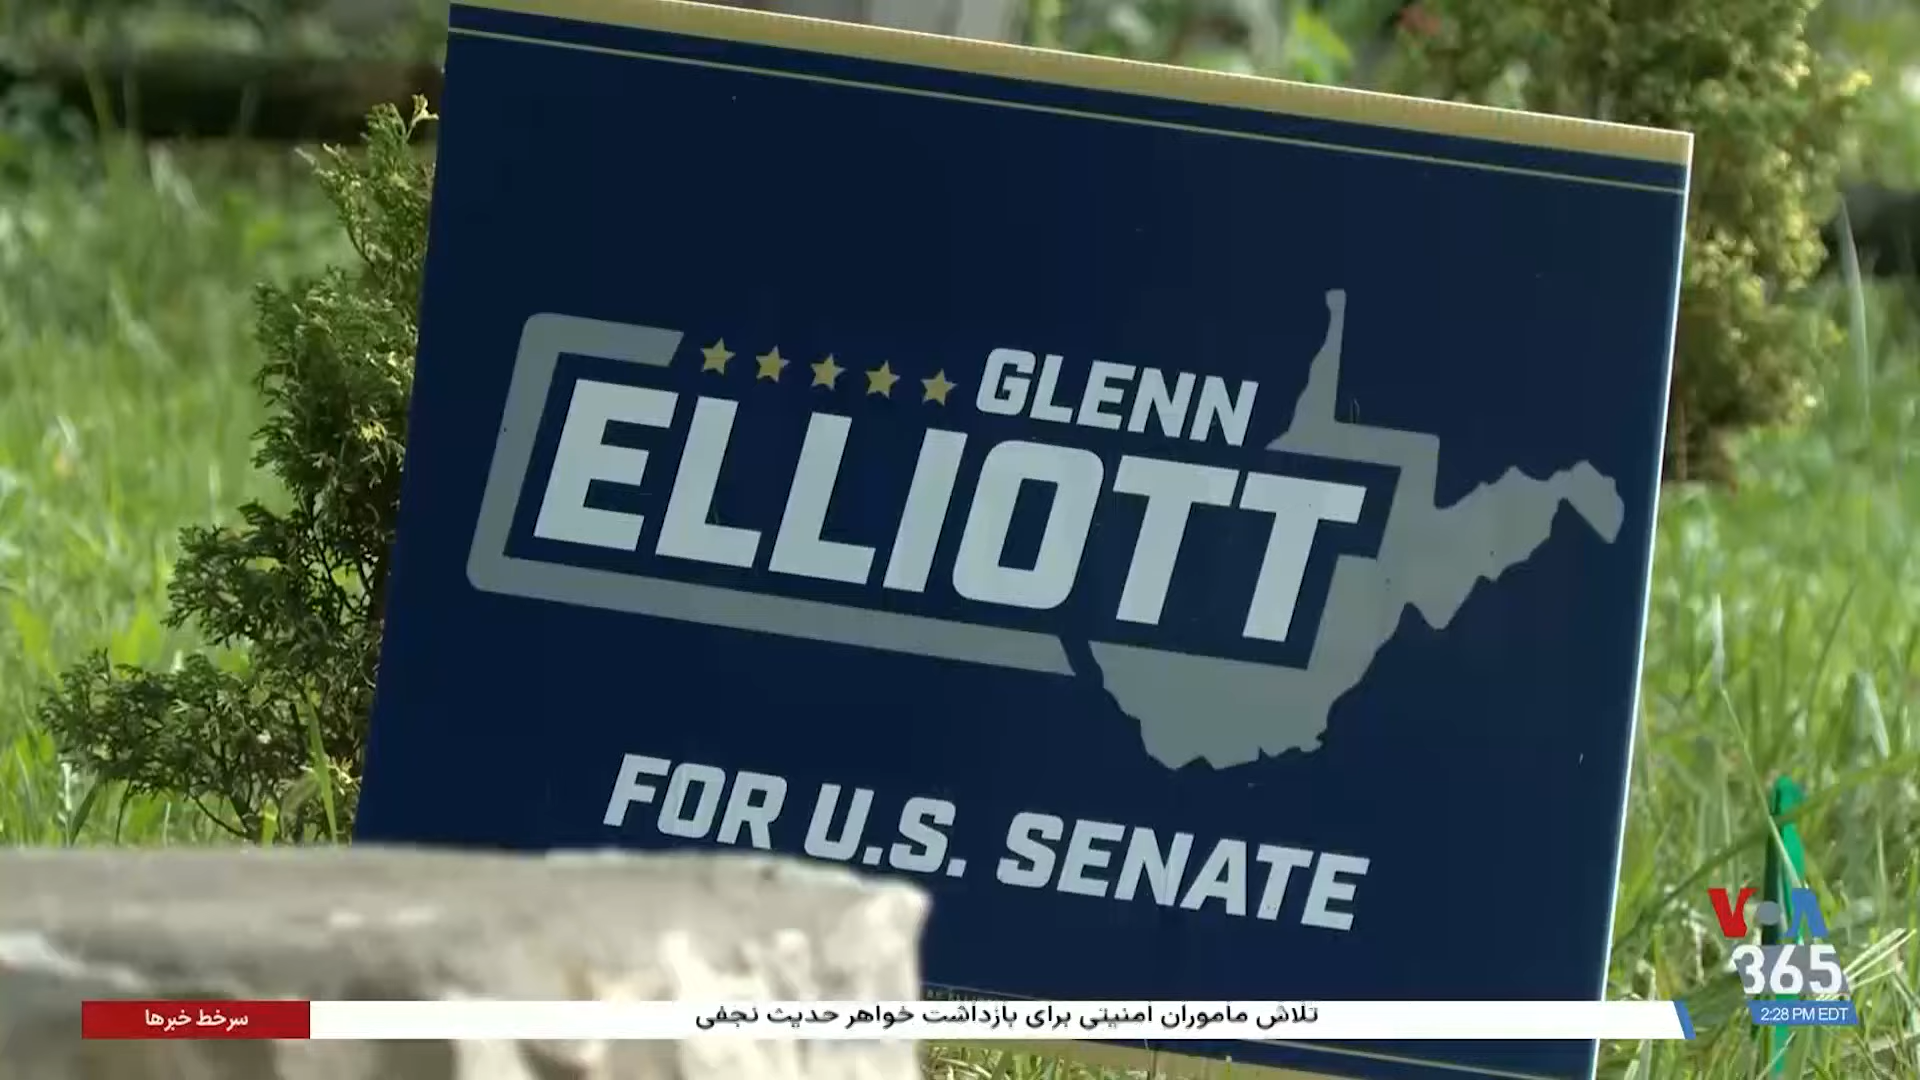 GLENN
ELLIOTT
FOR U.S. SENATE
VOA
365
2:28 PM EDT
سرخط خبرها
تلاش ماموران امنیتی برای بازداشت خواهر حدیث نجفی